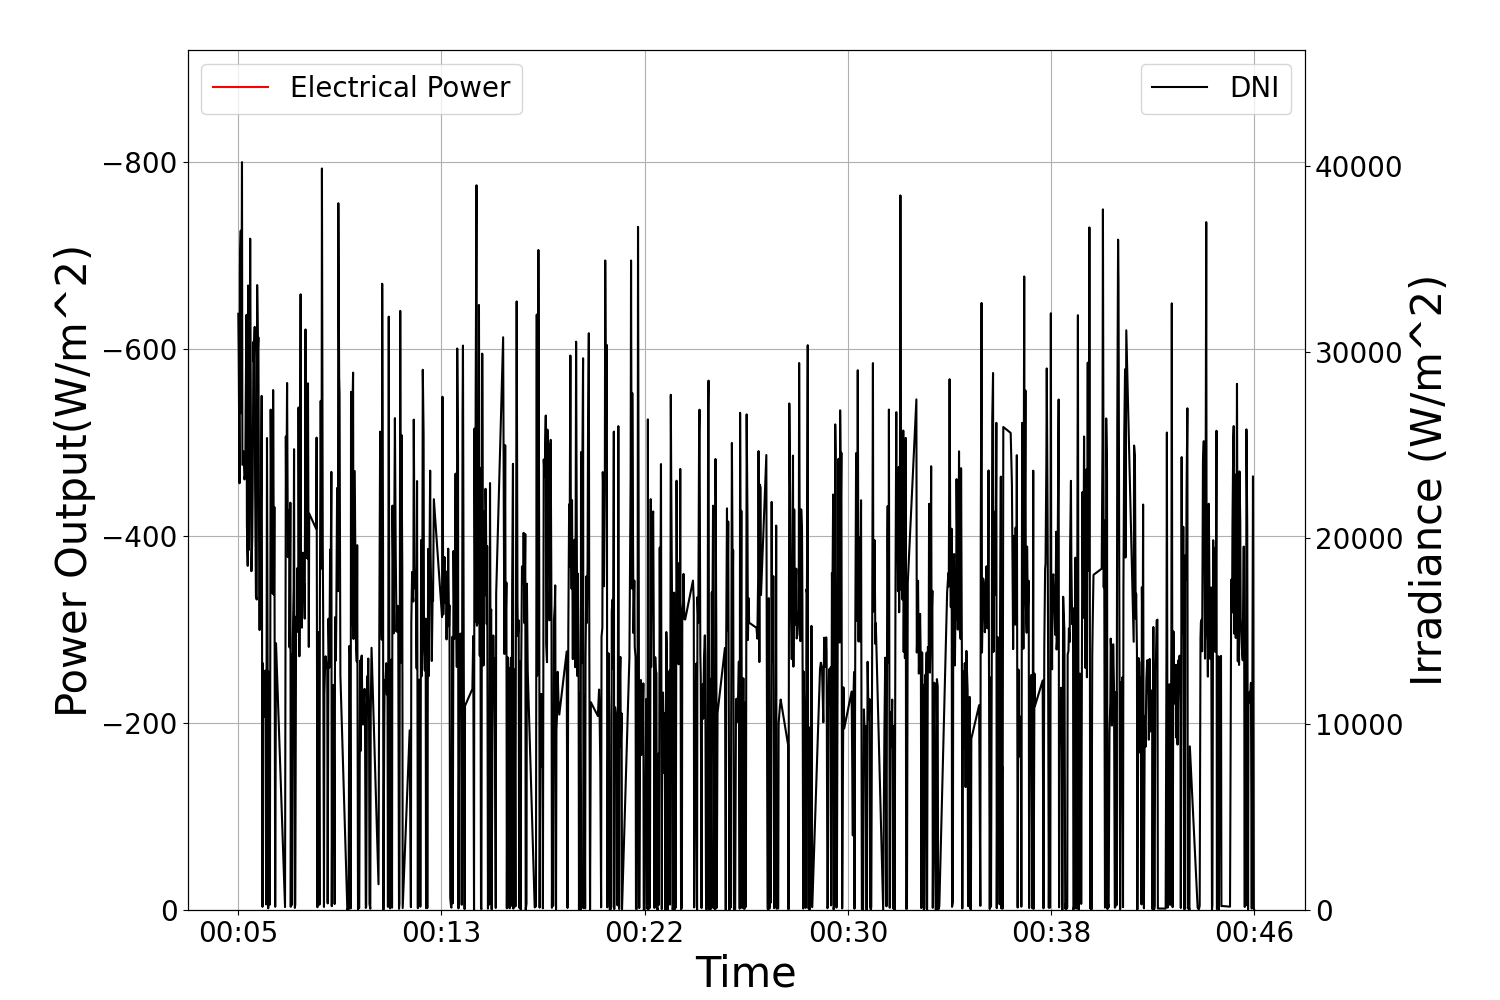 Electrical Power
DNI
Power Output(W/m^2)
−800
−600
−400
−200
0
40000
30000
20000
10000
0
Irradiance (W/m^2)
00:05 00:13 00:22 00:30 00:38 00:46
Time